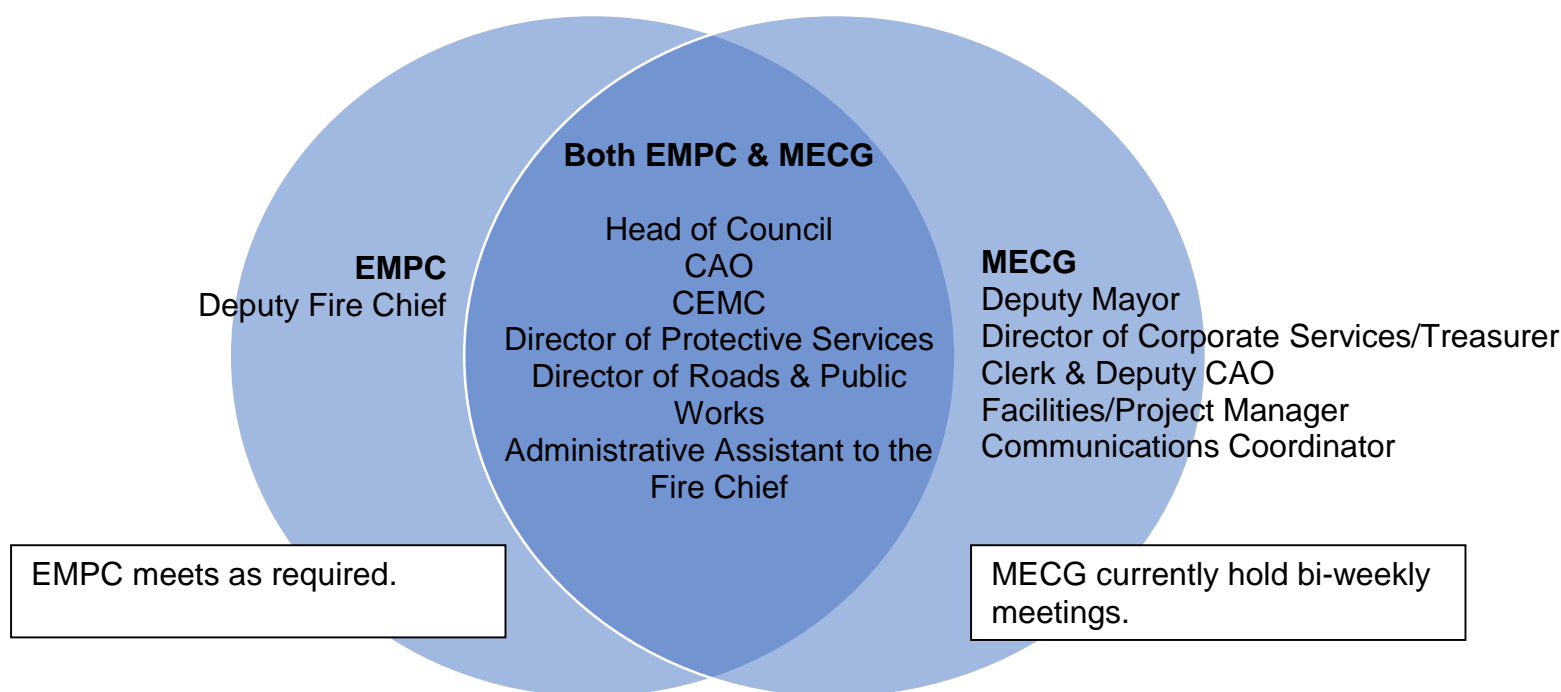 Both EMPC & MECG
Head of Council
CAO
CEMC
Director of Protective Services
Director of Roads & Public
Works
Administrative Assistant to the
Fire Chief
EMPC
Deputy Fire Chief
MECG
Deputy Mayor
Director of Corporate Services/Treasurer
Clerk & Deputy CAO
Facilities/Project Manager
Communications Coordinator
EMPC meets as required.
MECG currently hold bi-weekly
meetings.